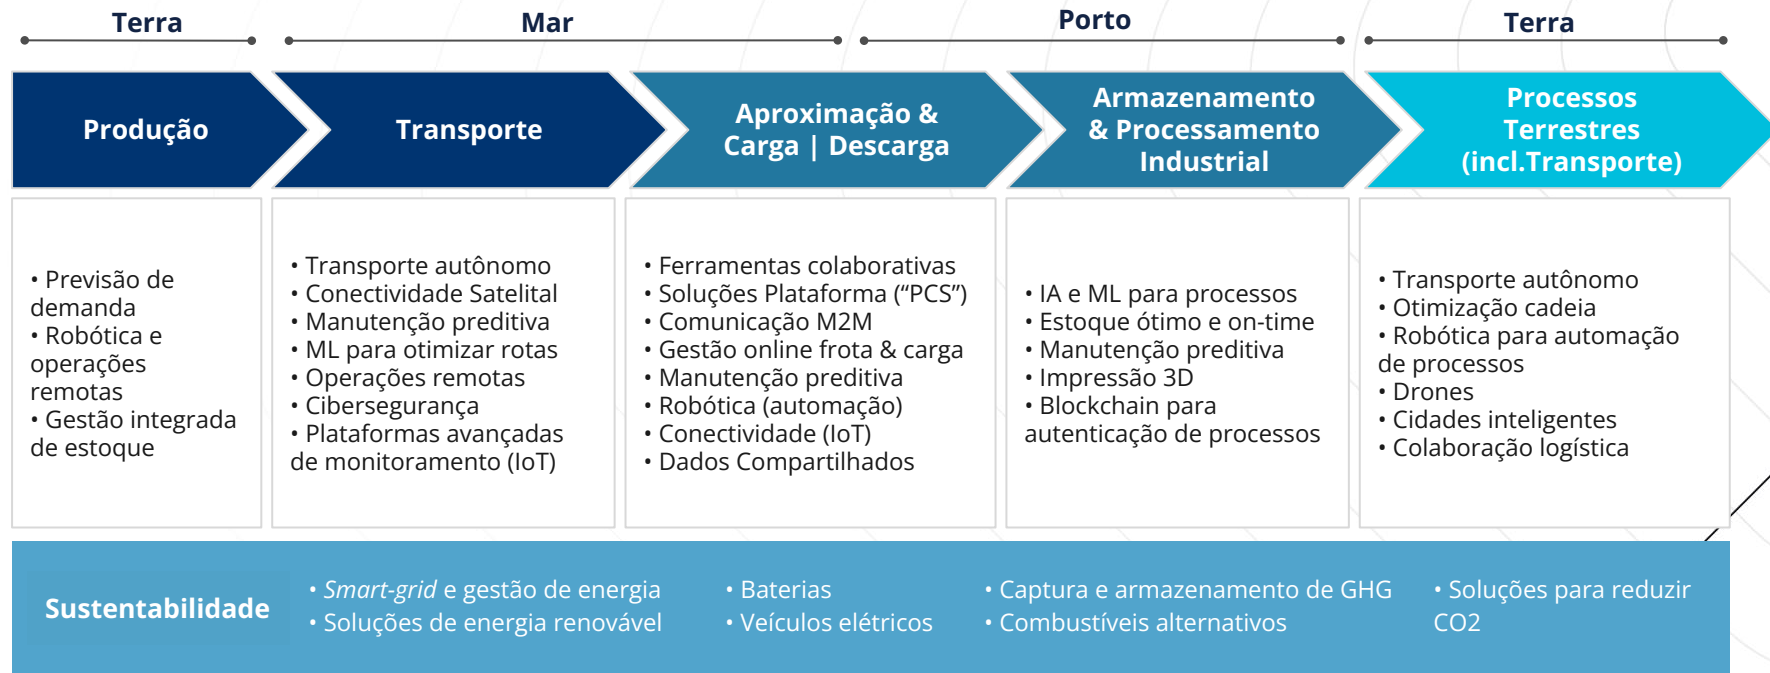 Terra
Mar
Porto
Terra
Produção
Transporte
Aproximação &
Carga | Descarga
Armazenamento
& Processamento
Industrial
Processos
Terrestres
(incl.Transporte)
• Previsão de
demanda
• Robótica e
operações
remotas
• Gestão integrada
de estoque
• Transporte autônomo
• Conectividade Satelital
• Manutenção preditiva
• ML para otimizar rotas
• Operações remotas
• Cibersegurança
• Plataformas avançadas
de monitoramento (IoT)
• Ferramentas colaborativas
• Soluções Plataforma (“PCS”)
• Comunicação M2M
• Gestão online frota & carga
• Manutenção preditiva
• Robótica (automação)
• Conectividade (IoT)
• Dados Compartilhados
• IA e ML para processos
• Estoque ótimo e on-time
• Manutenção preditiva
• Impressão 3D
• Blockchain para
autenticação de processos
• Transporte autônomo
• Otimização cadeia
• Robótica para automação
de processos
• Drones
• Cidades inteligentes
• Colaboração logística
Sustentabilidade
• Smart-grid e gestão de energia
• Soluções de energia renovável
• Baterias
• Veículos elétricos
• Captura e armazenamento de GHG
• Combustíveis alternativos
• Soluções para reduzir
CO2